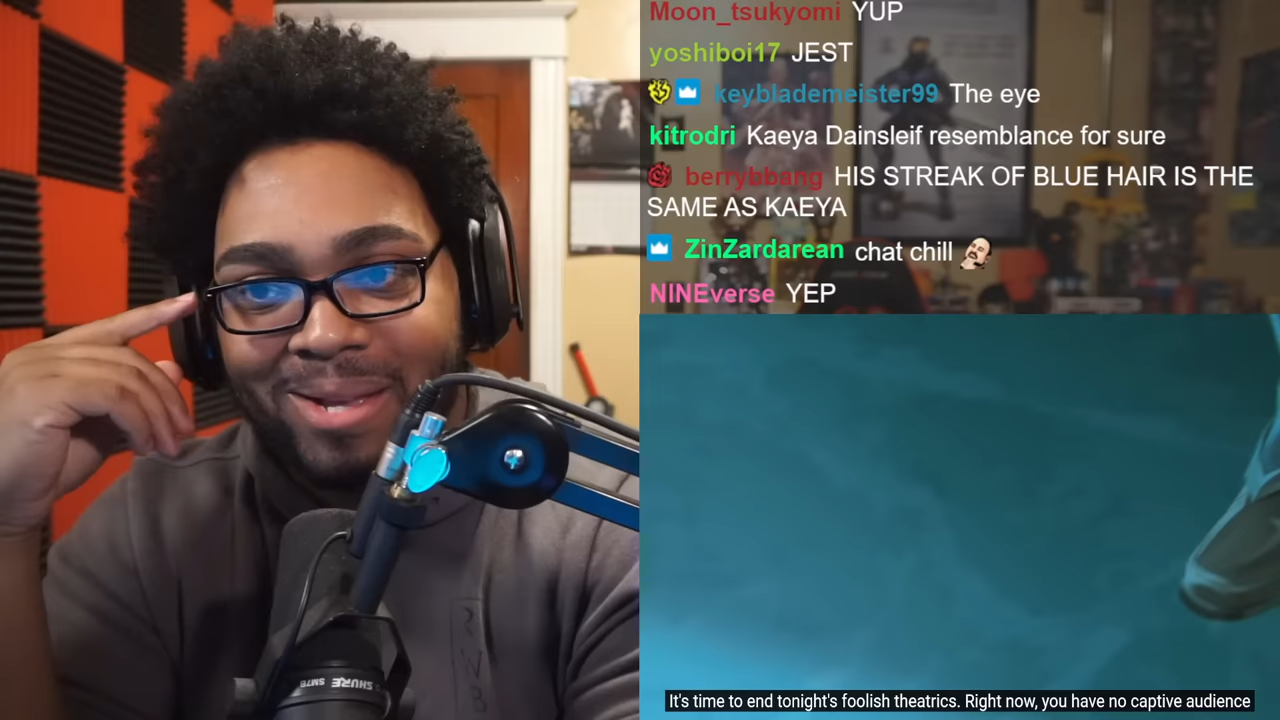 Moon_tsukyomi YUP
yoshiboi17 JEST
keyblademeister99 The eye
kitrodri Kaeya Dainsleif resemblance for sure
berrybbang HIS STREAK OF BLUE HAIR IS THE
SAME AS KAEYA
ZinZardarean chat chill
NINEverse YEP
SHURE SM7B
It's time to end tonight's foolish theatrics. Right now, you have no captive audience